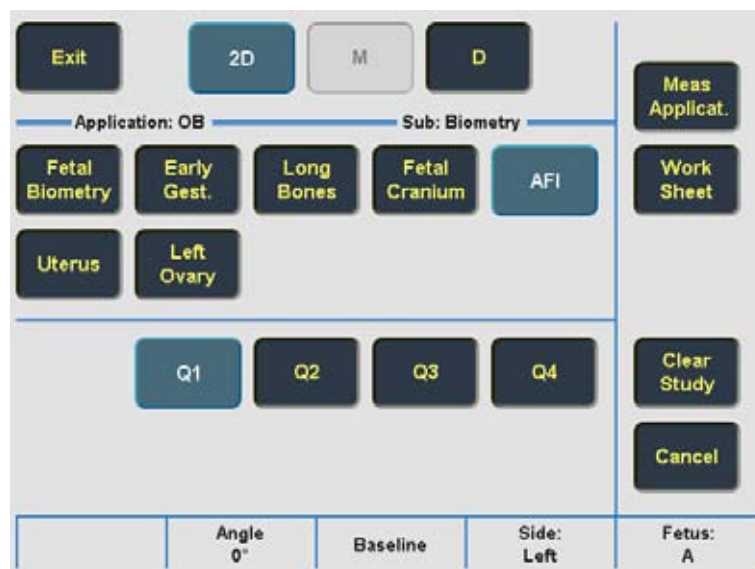 Exit
2D
M
D
Meas
Applicat.
Application: OB
Sub: Biometry
Fetal
Biometry
Early
Gest.
Long
Bones
Fetal
Cranium
AFI
Work
Sheet
Uterus
Left
Ovary
Q1
Q2
Q3
Q4
Clear
Study
Cancel
Angle
0°
Baseline
Side:
Left
Fetus:
A